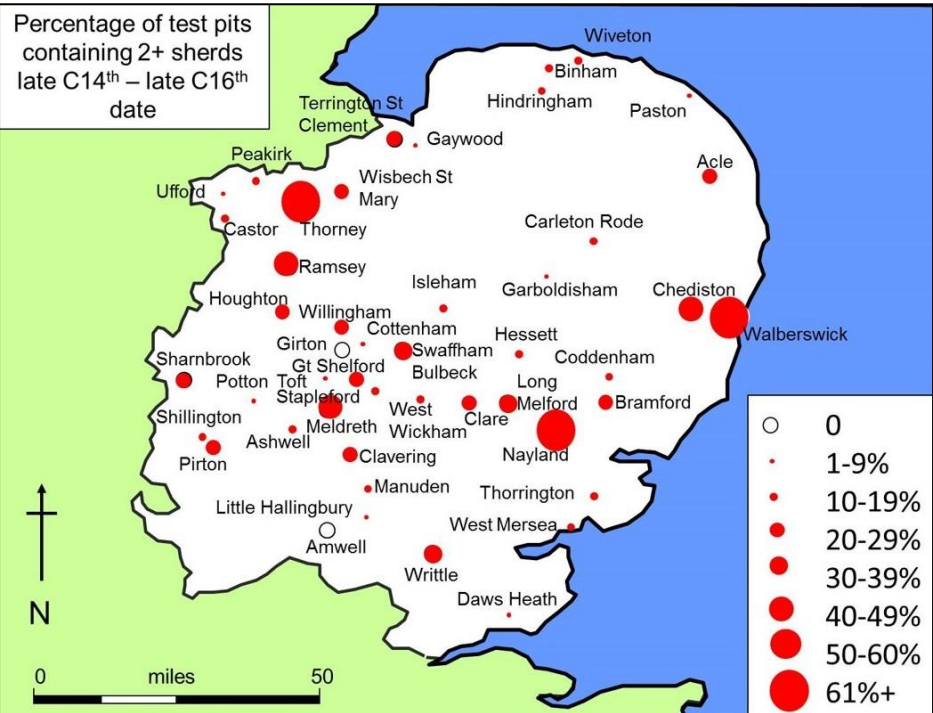 Percentage of test pits
containing 2+ sherds
late C14th – late C16th
date
Wiveton
Binham
Hindringham
Paston
Terrington St
Clement
Gaywood
Peakirk
Acle
Ufford
Wisbech St
Mary
Castor
Thorney
Carleton Rode
Ramsey
Isleham
Garboldisham
Chediston
Houghton
Willingham
Walberswick
Cottenham
Hessett
Girton
Swaffham
Bulbeck
Coddenham
Sharnbrook
Gt Shelford
Potton
Toft
Long
Melford
Stapleford
Bramford
Shillington
Meldreth
West
Wickham
Clare
Ashwell
Nayland
Pirton
Clavering
Manuden
Thorrington
Little Hallingbury
West Mersea
Amwell
Writtle
Daws Heath
N
0 miles 50
0
1-9%
10-19%
20-29%
30-39%
40-49%
50-60%
61%+